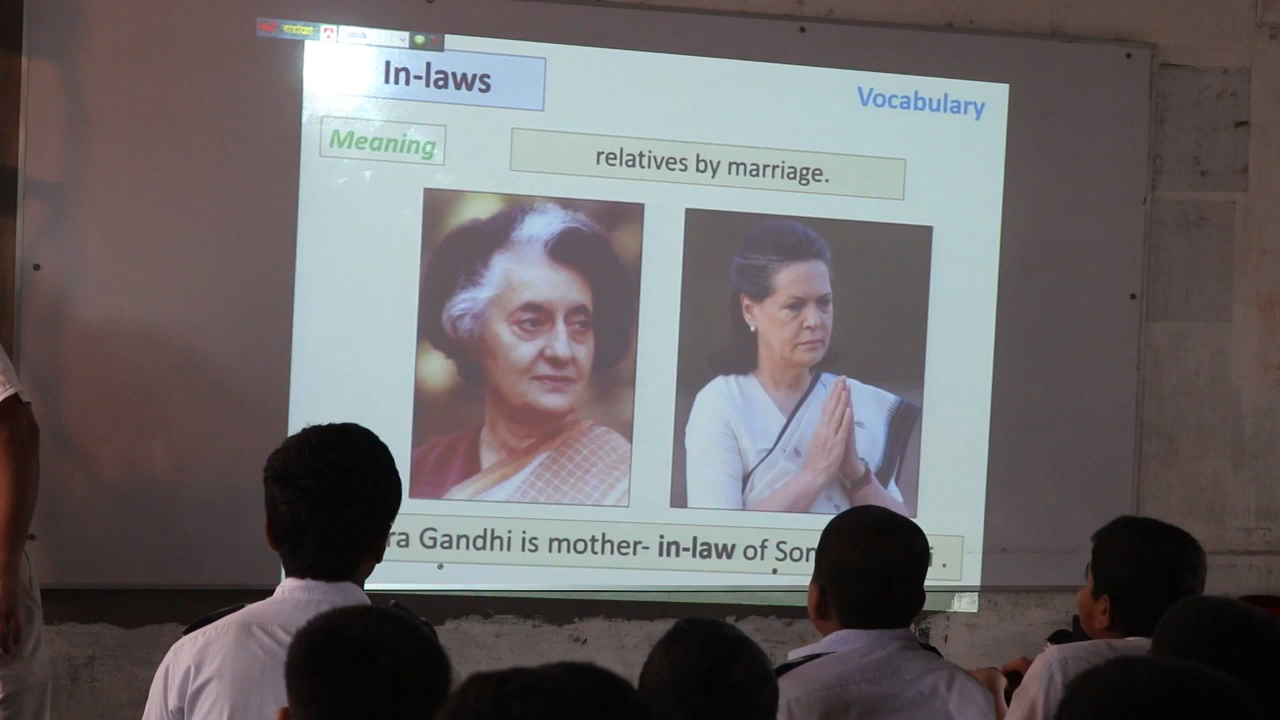 In-laws
Vocabulary
Meaning
relatives by marriage.
ra Gandhi is mother- in-law of Son i .